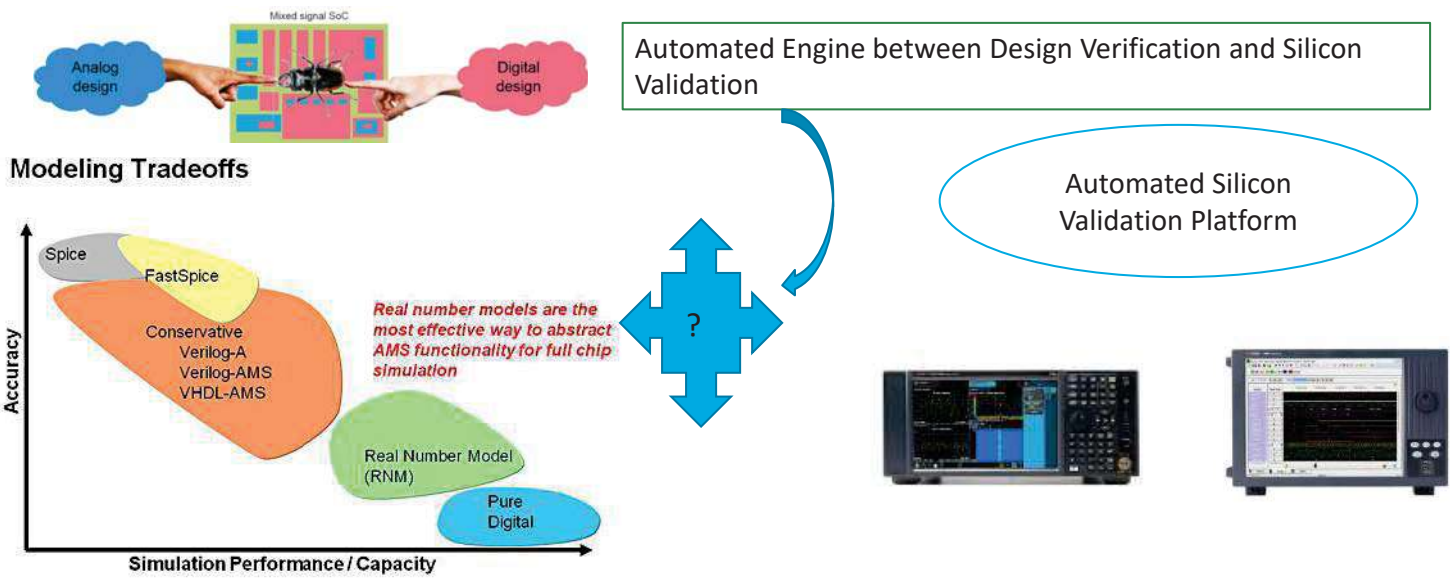 Mixed signal SoC
Analog
design
Digital
design
Automated Engine between Design Verification and Silicon
Validation
Modeling Tradeoffs
Automated Silicon
Validation Platform
Spice
FastSpice
Conservative
Verilog-A
Verilog-AMS
VHDL-AMS
Real number models are the
most effective way to abstract
AMS functionality for full chip
simulation
?
Real Number Model
(RNM)
Pure
Digital
Accuracy
Simulation Performance / Capacity